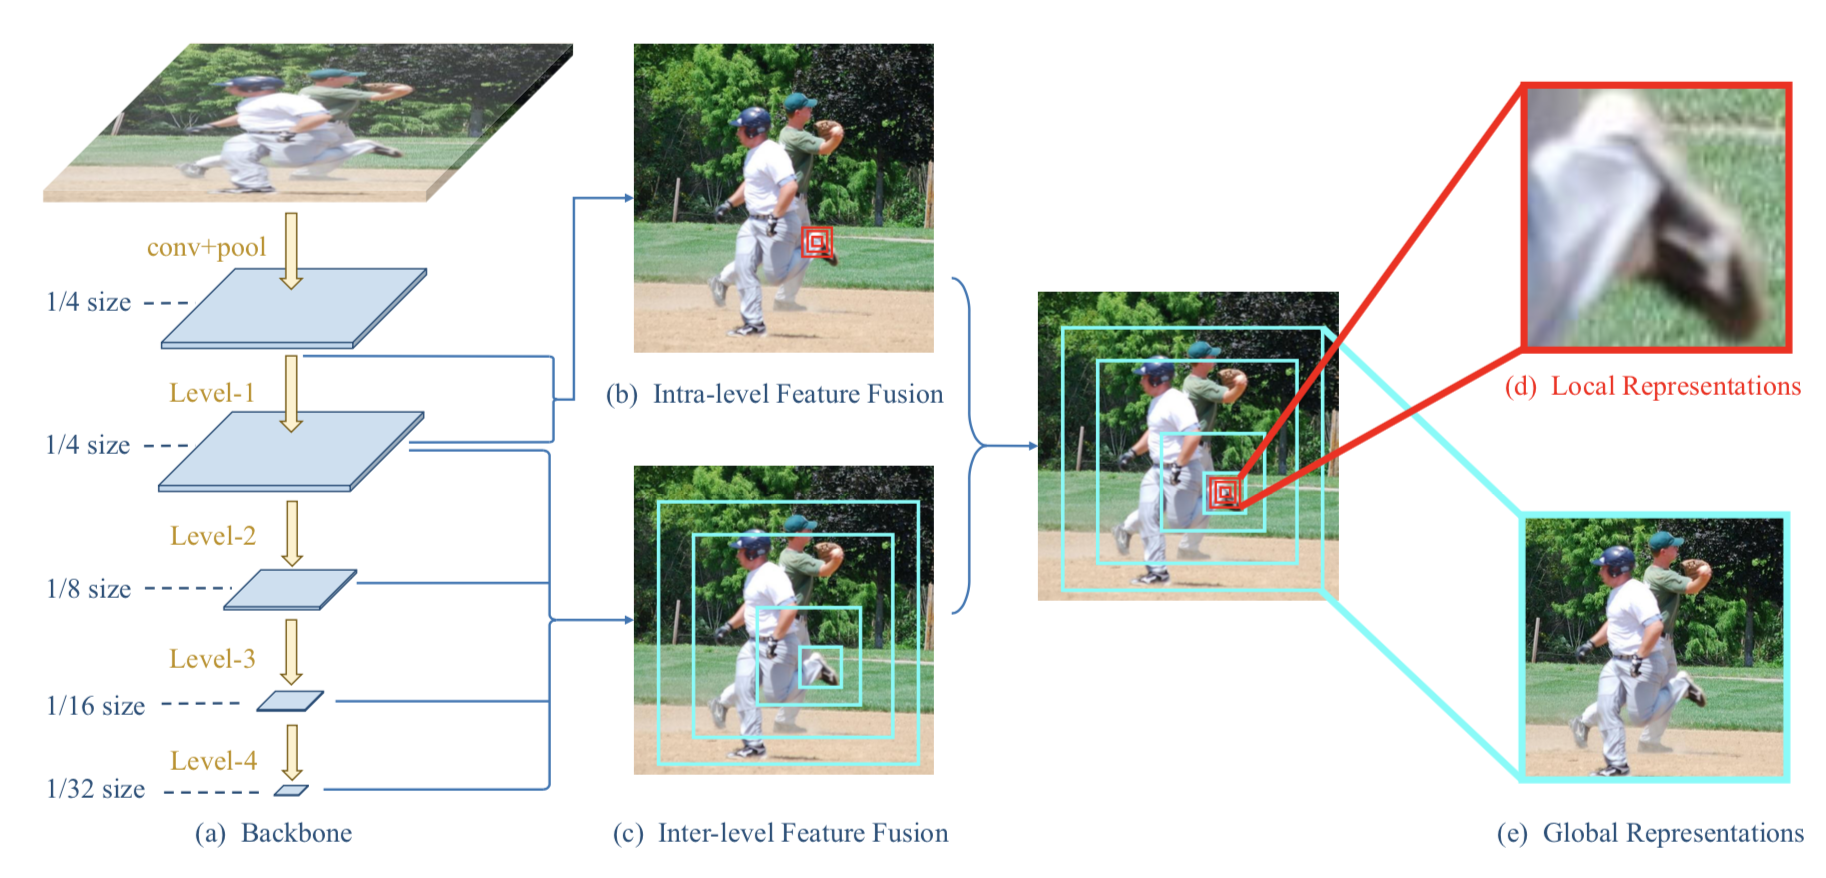 conv+pool
1/4 size
Level-1
1/4 size
Level-2
1/8 size
Level-3
1/16 size
Level-4
1/32 size
(a) Backbone
(b) Intra-level Feature Fusion
(c) Inter-level Feature Fusion
(d) Local Representations
(e) Global Representations